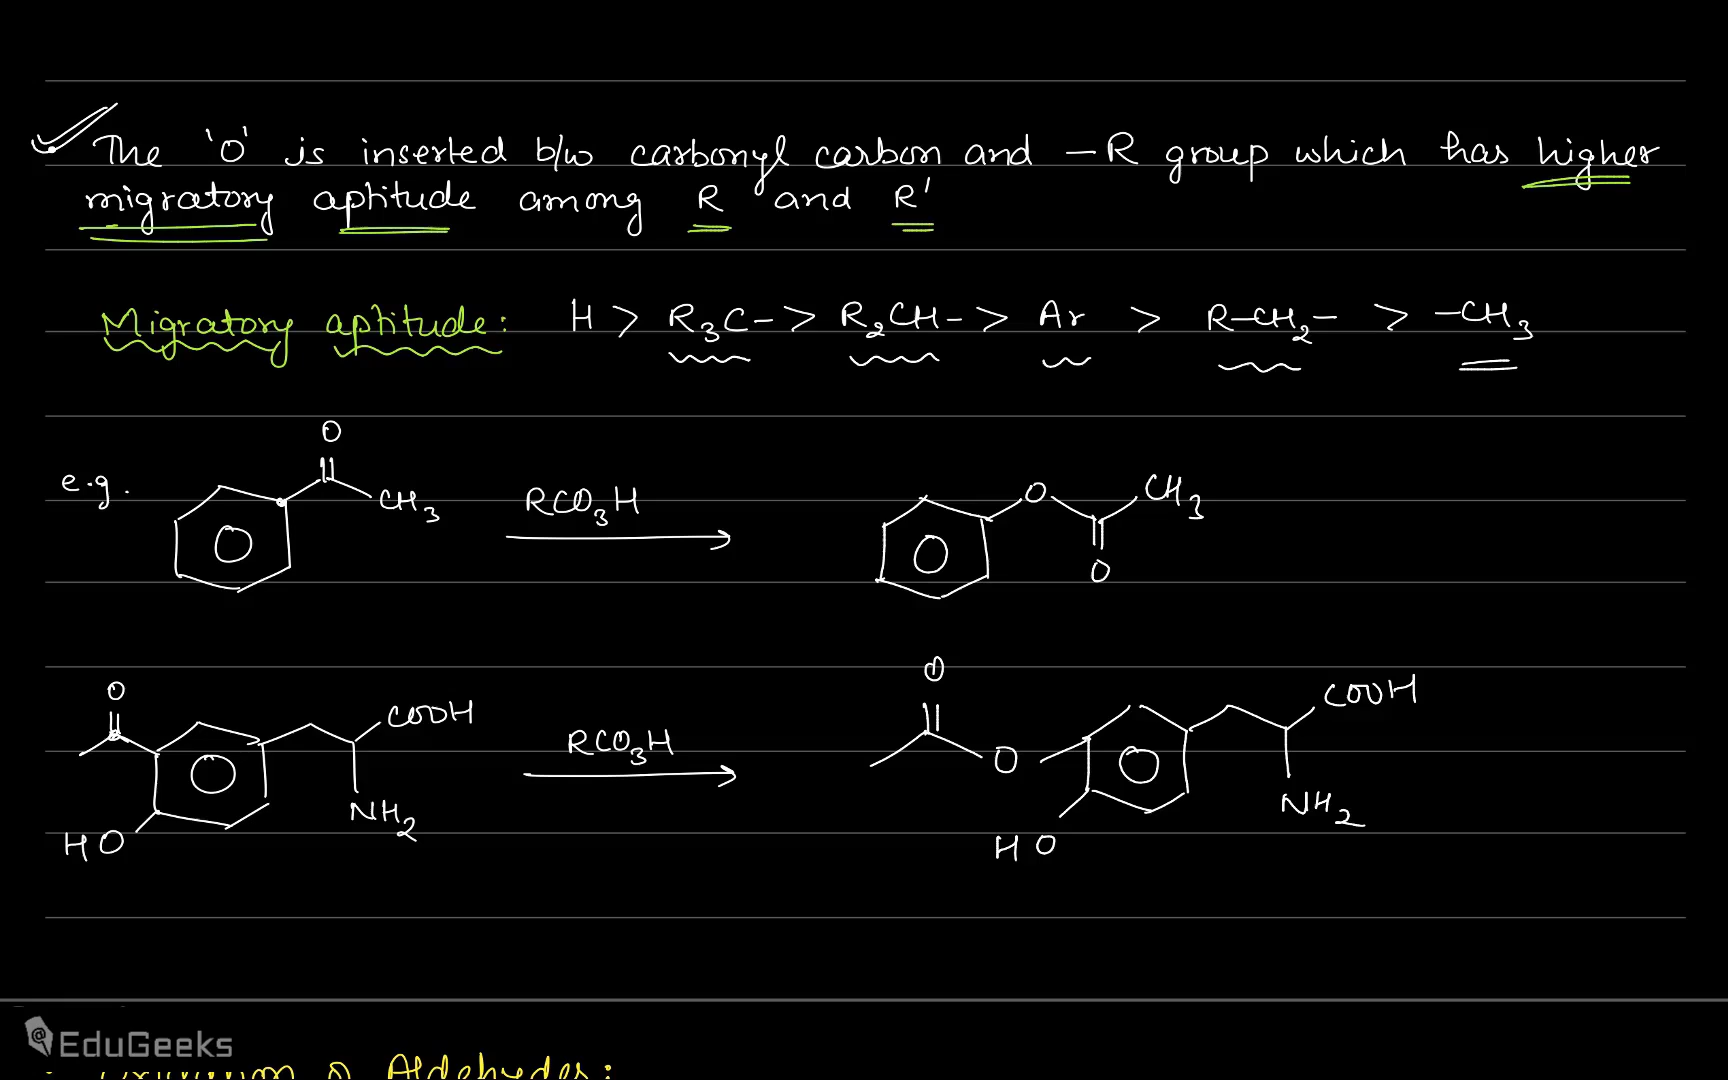 The 'O' is inserted b/w carbonyl carbon and –R group which has higher
migratory aptitude among R and R'
Migratory aptitude: H > R₃C– > R₂CH– > Ar > R–CH₂– > –CH₃
O
e.g. CH₃ RCO₃H O CH₃
O
O O
COOH RCO₃H O COOH
NH₂ NH₂
HO HO
EduGeeks
Aldehydes: